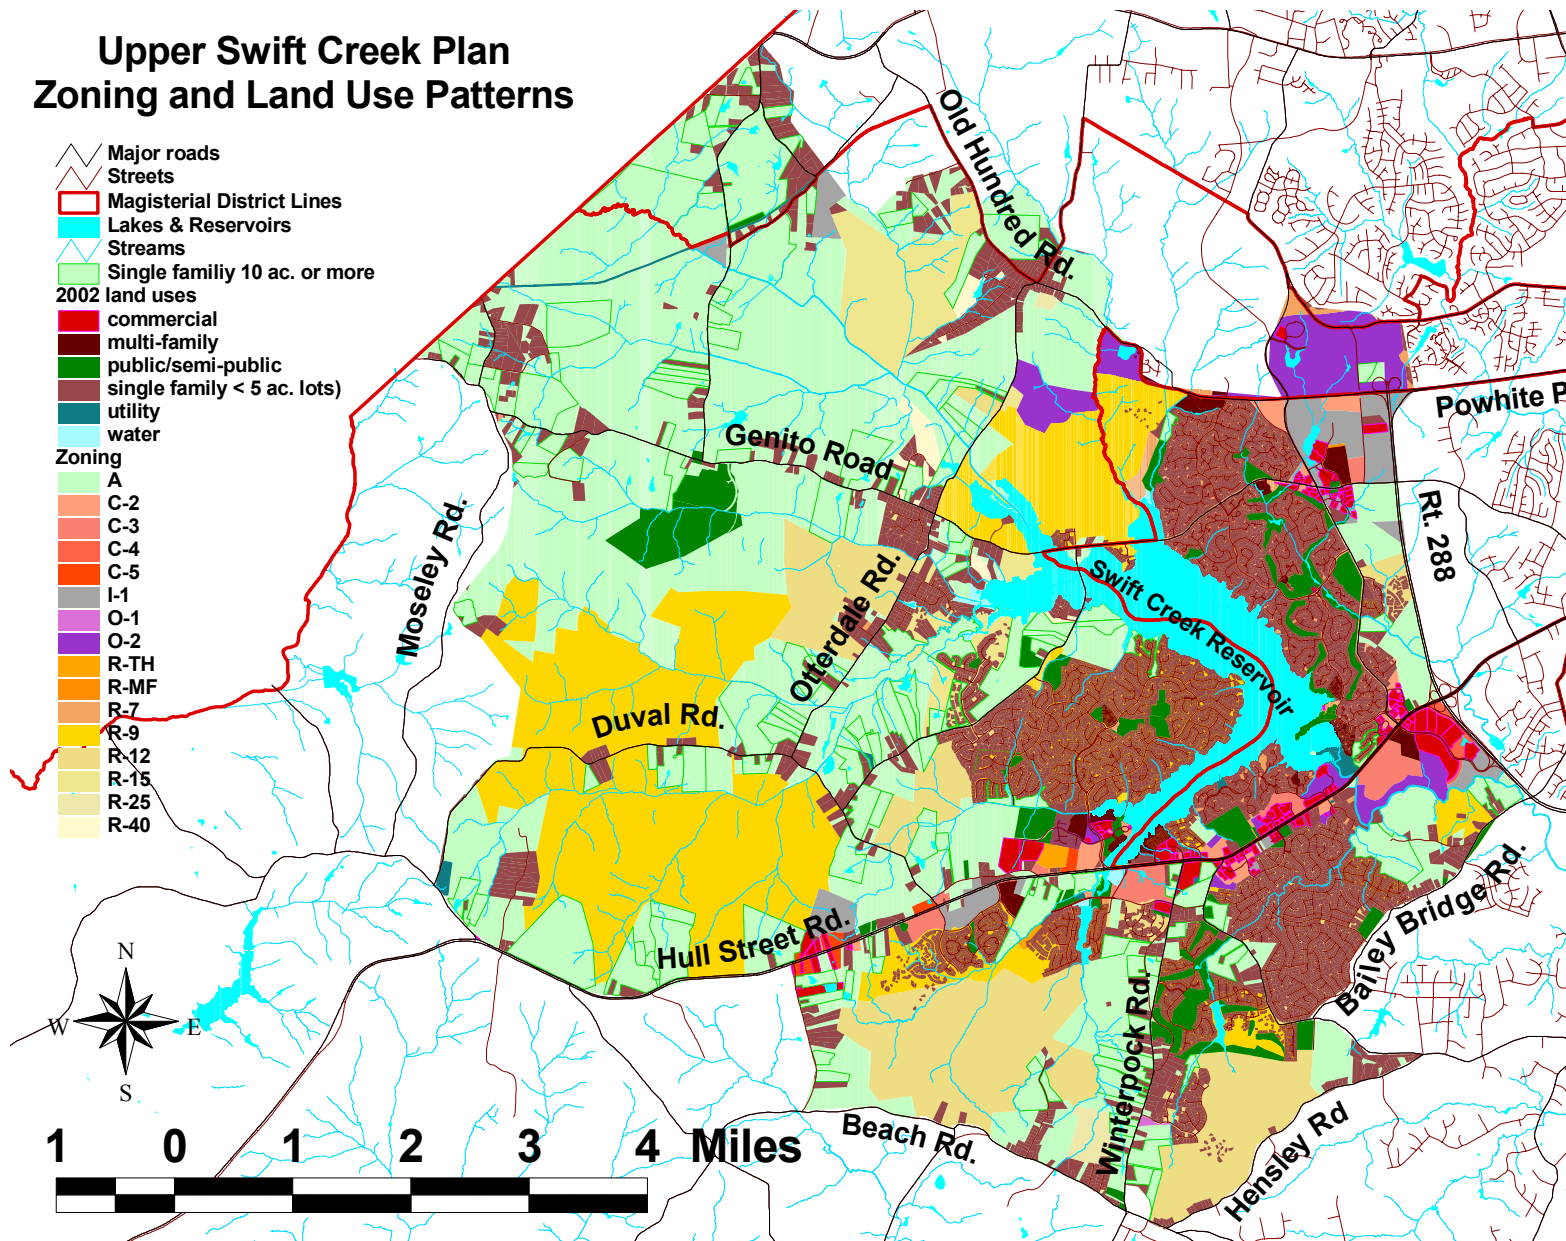 Upper Swift Creek Plan
Zoning and Land Use Patterns
Major roads
Streets
Magisterial District Lines
Lakes & Reservoirs
Streams
Single familiy 10 ac. or more
2002 land uses
commercial
multi-family
public/semi-public
single family < 5 ac. lots)
utility
water
Zoning
A
C-2
C-3
C-4
C-5
I-1
O-1
O-2
R-TH
R-MF
R-7
R-9
R-12
R-15
R-25
R-40
Old Hundred Rd.
Powhite P
Genito Road
Rt. 288
Moseley Rd.
Swift Creek Reservoir
Otterdale Rd.
Duval Rd.
Hull Street Rd.
Bailey Bridge Rd.
Winterpock Rd.
Beach Rd.
Hensley Rd
N
W E
S
1 0 1 2 3 4 Miles